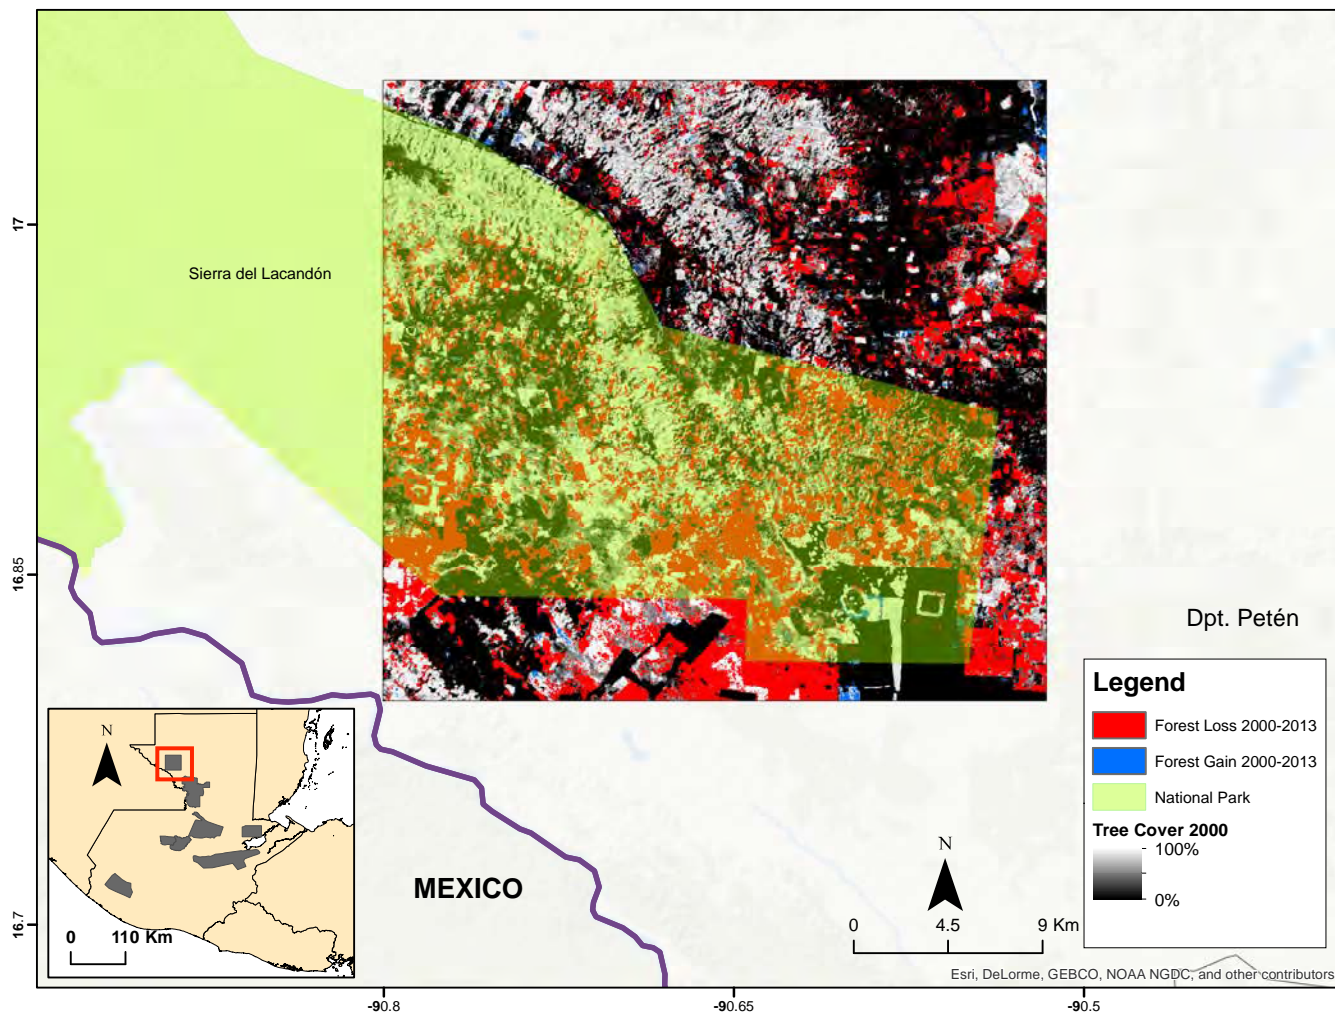 17
Sierra del Lacandón
16.85
Dpt. Petén
Legend
Forest Loss 2000-2013
Forest Gain 2000-2013
National Park
Tree Cover 2000
100%
0%
N
0 110 Km
MEXICO
N
0 4.5 9 Km
16.7
Esri, DeLorme, GEBCO, NOAA NGDC, and other contributors
-90.8 -90.65 -90.5